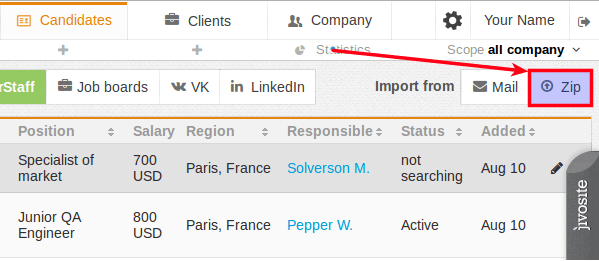 Candidates Clients Company Your Name
+ + Statistics Scope all company
rStaff Job boards VK LinkedIn Import from Mail Zip
Position Salary Region Responsible Status Added
Specialist of market 700 USD Paris, France Solverson M. not searching Aug 10
Junior QA Engineer 800 USD Paris, France Pepper W. Active Aug 10
jivosite